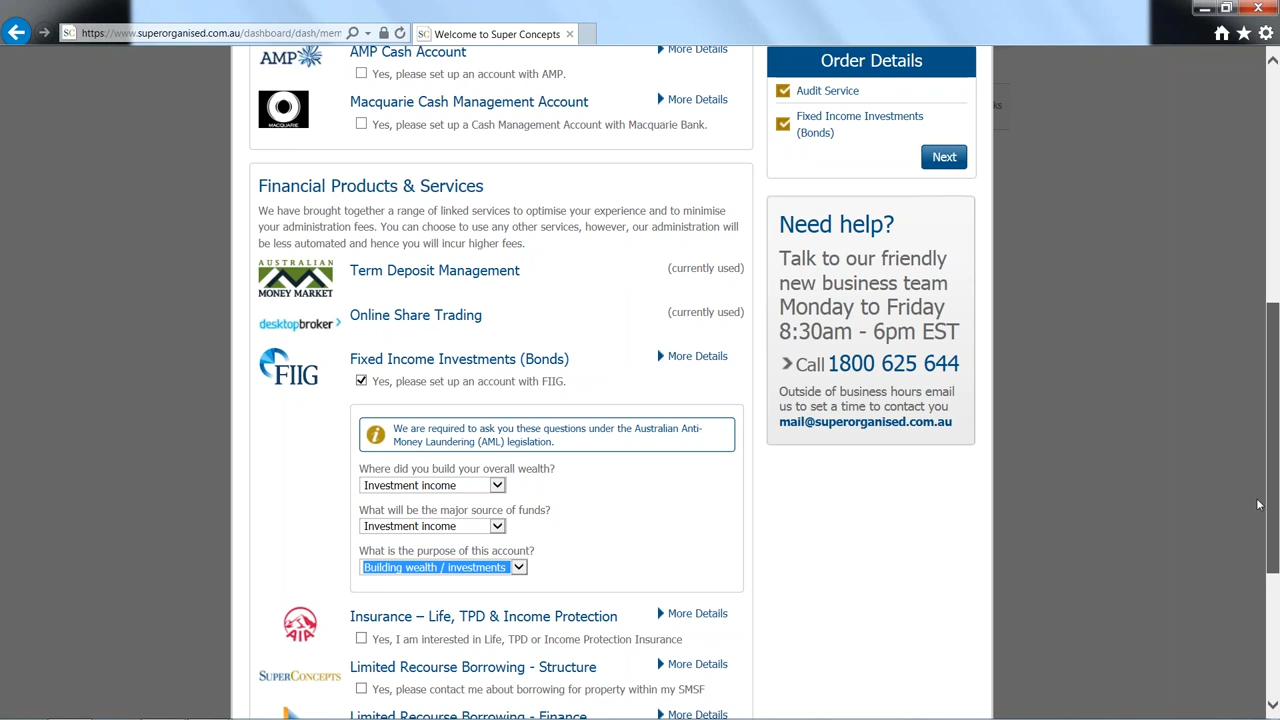 https://www.superorganised.com.au/dashboard/dash/mem
SC Welcome to Super Concepts
AMP
AMP Cash Account
More Details
Yes, please set up an account with AMP.
MACQUARIE
Macquarie Cash Management Account
More Details
Yes, please set up a Cash Management Account with Macquarie Bank.
Financial Products & Services
We have brought together a range of linked services to optimise your experience and to minimise
your administration fees. You can choose to use any other services, however, our administration will
be less automated and hence you will incur higher fees.
AUSTRALIAN
MONEY MARKET
Term Deposit Management
(currently used)
desktopbroker
Online Share Trading
(currently used)
FIIG
Fixed Income Investments (Bonds)
More Details
Yes, please set up an account with FIIG.
We are required to ask you these questions under the Australian Anti-
Money Laundering (AML) legislation.
Where did you build your overall wealth?
Investment income
What will be the major source of funds?
Investment income
What is the purpose of this account?
Building wealth / investments
AIA
Insurance – Life, TPD & Income Protection
More Details
Yes, I am interested in Life, TPD or Income Protection Insurance
SUPERCONCEPTS
Limited Recourse Borrowing - Structure
More Details
Yes, please contact me about borrowing for property within my SMSF
Limited Recourse Borrowing - Finance
More Details
Order Details
Audit Service
Fixed Income Investments
(Bonds)
Next
Need help?
Talk to our friendly
new business team
Monday to Friday
8:30am - 6pm EST
Call 1800 625 644
Outside of business hours email
us to set a time to contact you
mail@superorganised.com.au
ks